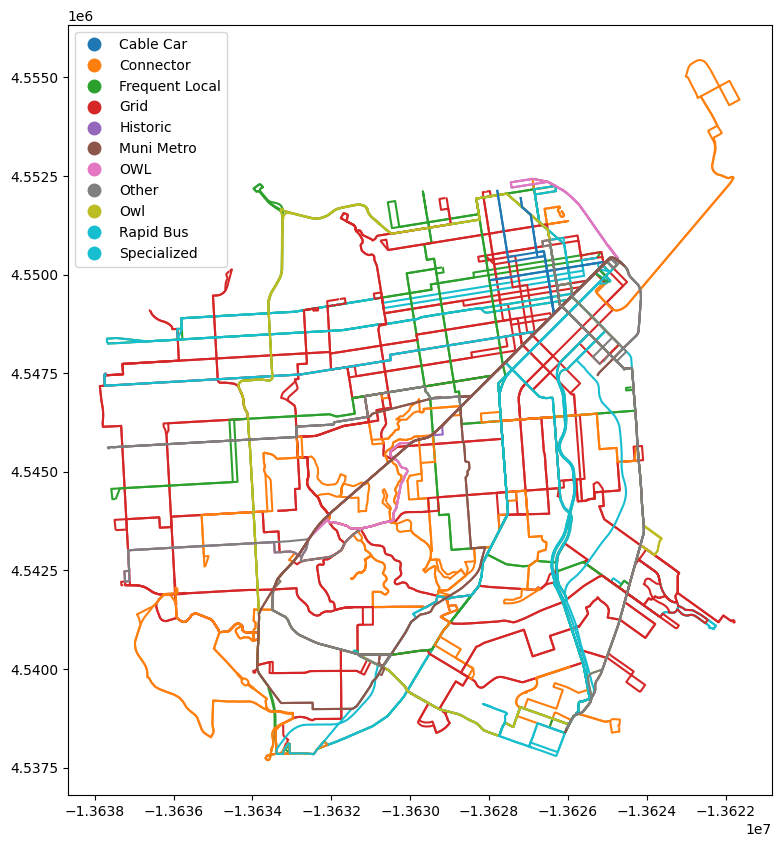 1e6
Cable Car
Connector
Frequent Local
Grid
Historic
Muni Metro
OWL
Other
Owl
Rapid Bus
Specialized
4.5550
4.5525
4.5500
4.5475
4.5450
4.5425
4.5400
4.5375
−1.3638 −1.3636 −1.3634 −1.3632 −1.3630 −1.3628 −1.3626 −1.3624 −1.3622
1e7